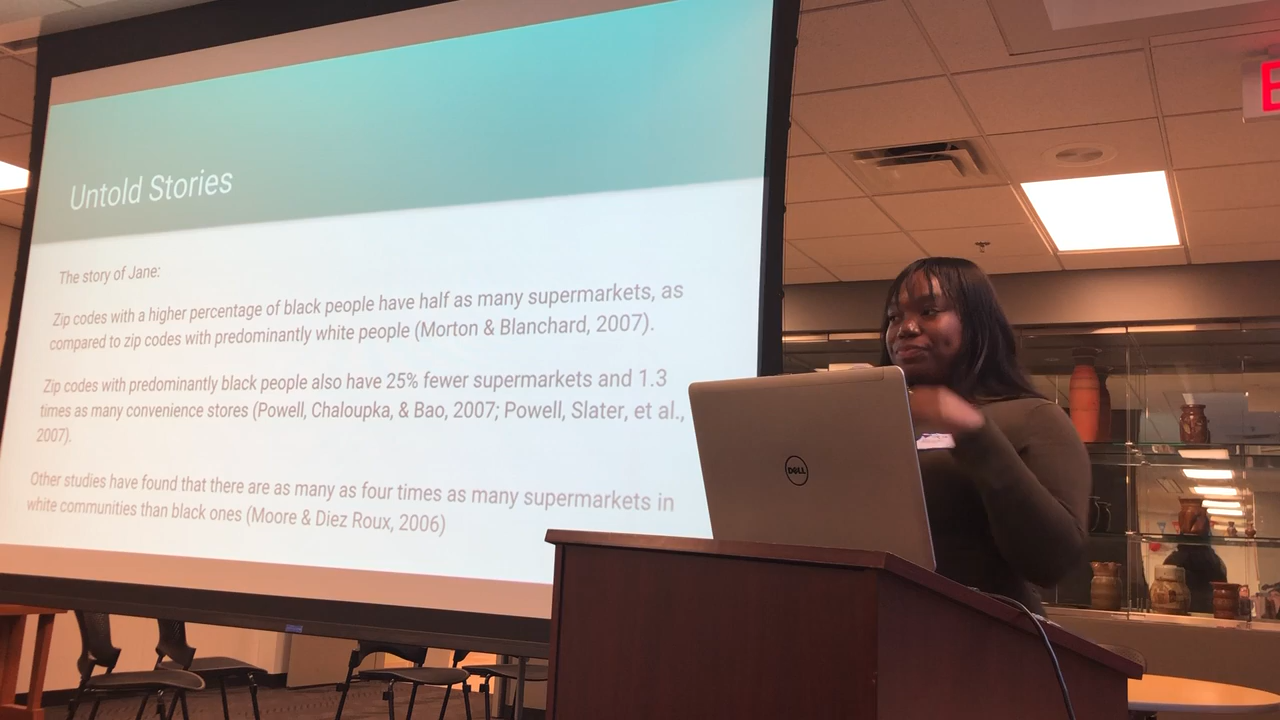 Untold Stories
The story of Jane:
Zip codes with a higher percentage of black people have half as many supermarkets, as
compared to zip codes with predominantly white people (Morton & Blanchard, 2007).
Zip codes with predominantly black people also have 25% fewer supermarkets and 1.3
times as many convenience stores (Powell, Chaloupka, & Bao, 2007; Powell, Slater, et al.,
2007).
Other studies have found that there are as many as four times as many supermarkets in
white communities than black ones (Moore & Diez Roux, 2006)
DELL
E